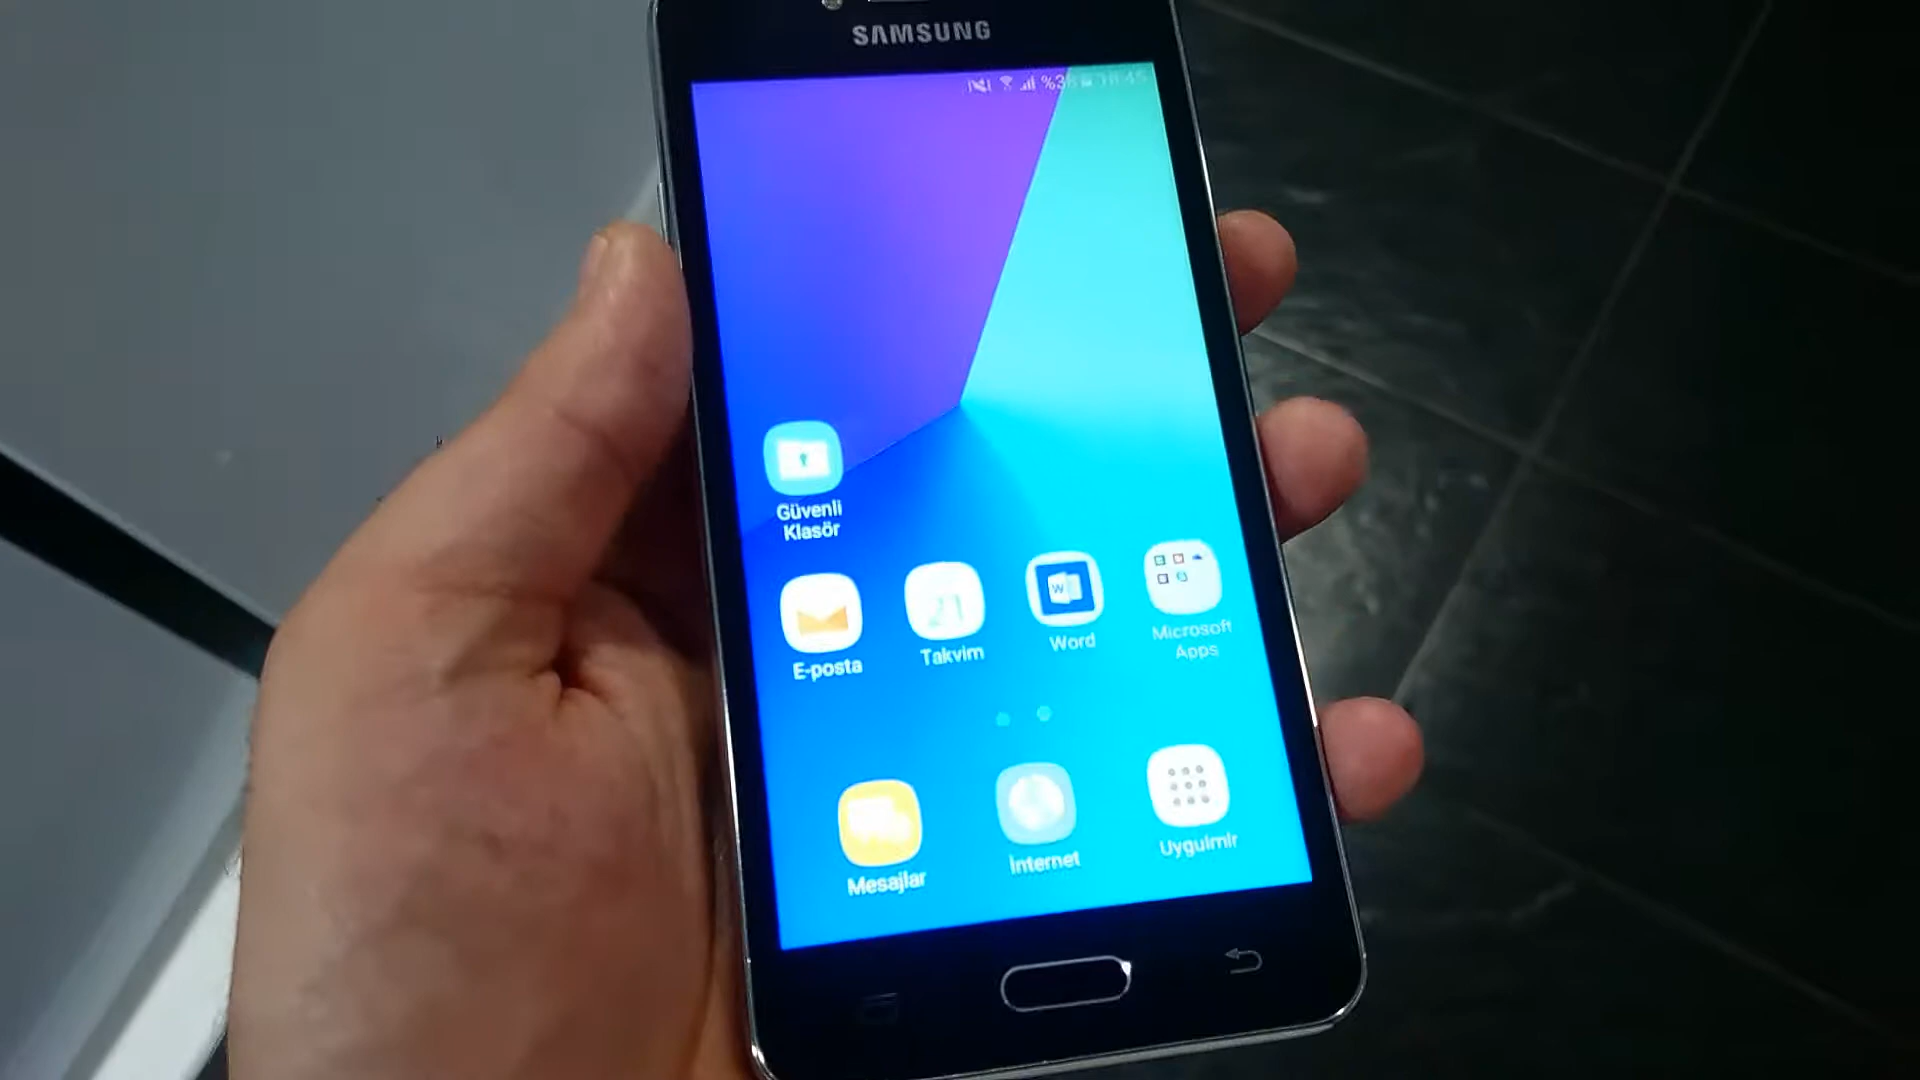 SAMSUNG
Güvenli
Klasör
E-posta
Takvim
Word
Microsoft
Apps
Mesajlar
İnternet
Uygulmlr